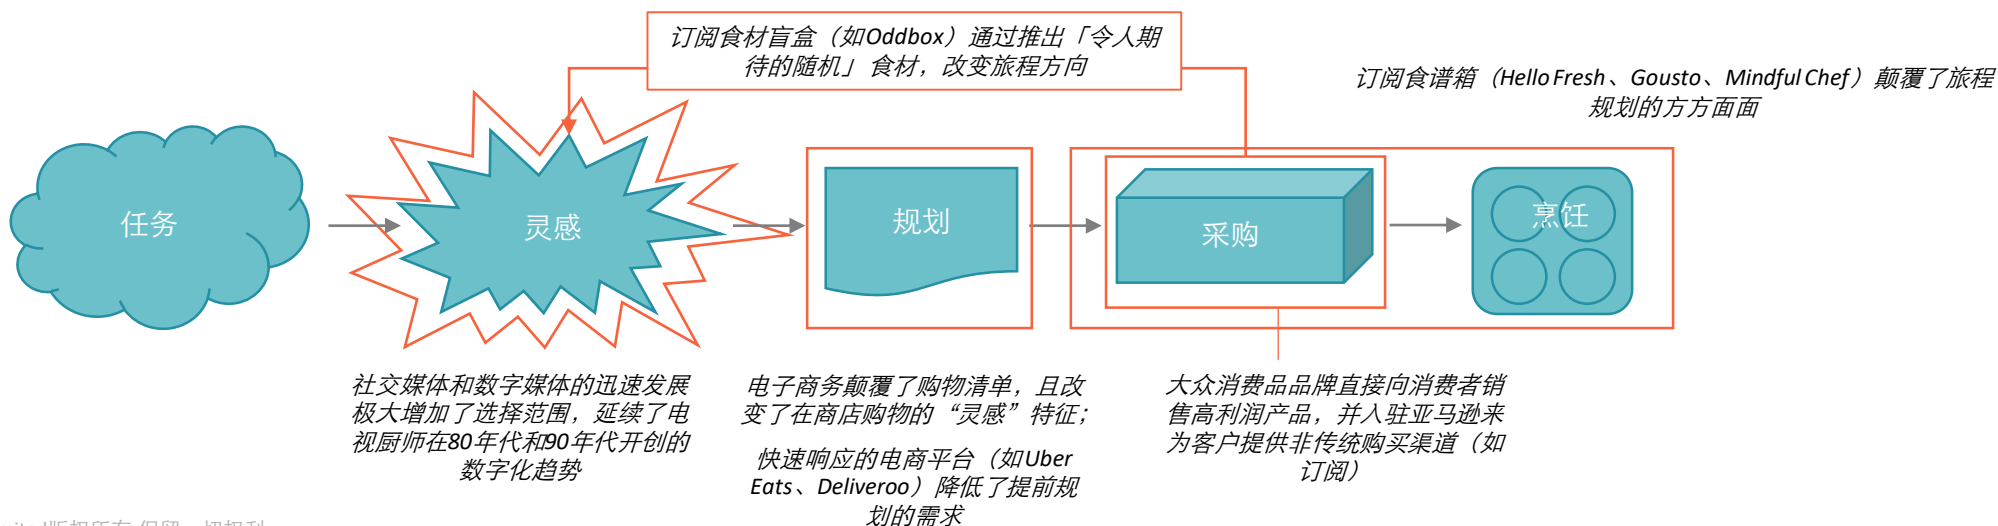 订阅食材盲盒（如Oddbox）通过推出「令人期
待的随机」 食材，改变旅程方向
订阅食谱箱（Hello Fresh、Gousto、Mindful Chef）颠覆了旅程
规划的方方面面
任务
灵感
规划
采购
烹饪
社交媒体和数字媒体的迅速发展
极大增加了选择范围，延续了电
视厨师在80年代和90年代开创的
数字化趋势
电子商务颠覆了购物清单，且改
变了在商店购物的“灵感”特征；
快速响应的电商平台（如Uber
Eats、Deliveroo）降低了提前规
划的需求
大众消费品品牌直接向消费者销
售高利润产品，并入驻亚马逊来
为客户提供非传统购买渠道（如
订阅）